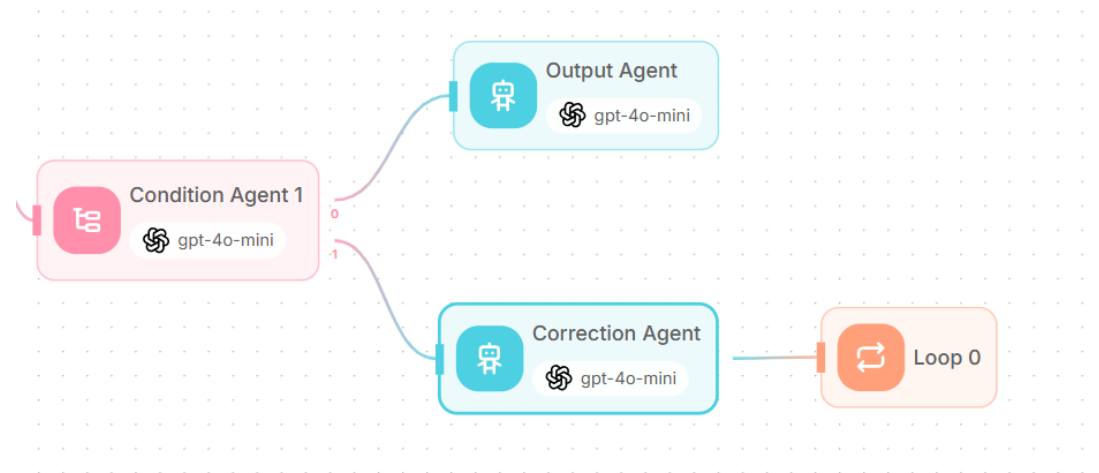 Output Agent
gpt-4o-mini
Condition Agent 1
gpt-4o-mini
0
1
Correction Agent
gpt-4o-mini
Loop 0